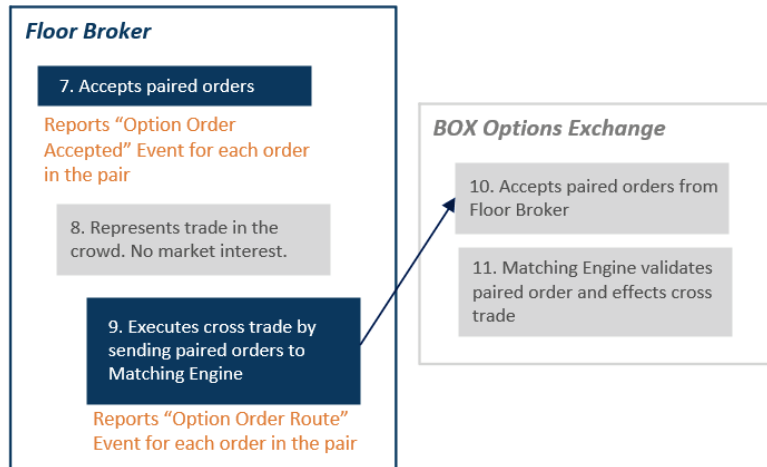 Floor Broker
7. Accepts paired orders
Reports “Option Order
Accepted” Event for each order
in the pair
8. Represents trade in the
crowd. No market interest.
9. Executes cross trade by
sending paired orders to
Matching Engine
Reports “Option Order Route”
Event for each order in the pair
BOX Options Exchange
10. Accepts paired orders from
Floor Broker
11. Matching Engine validates
paired order and effects cross
trade